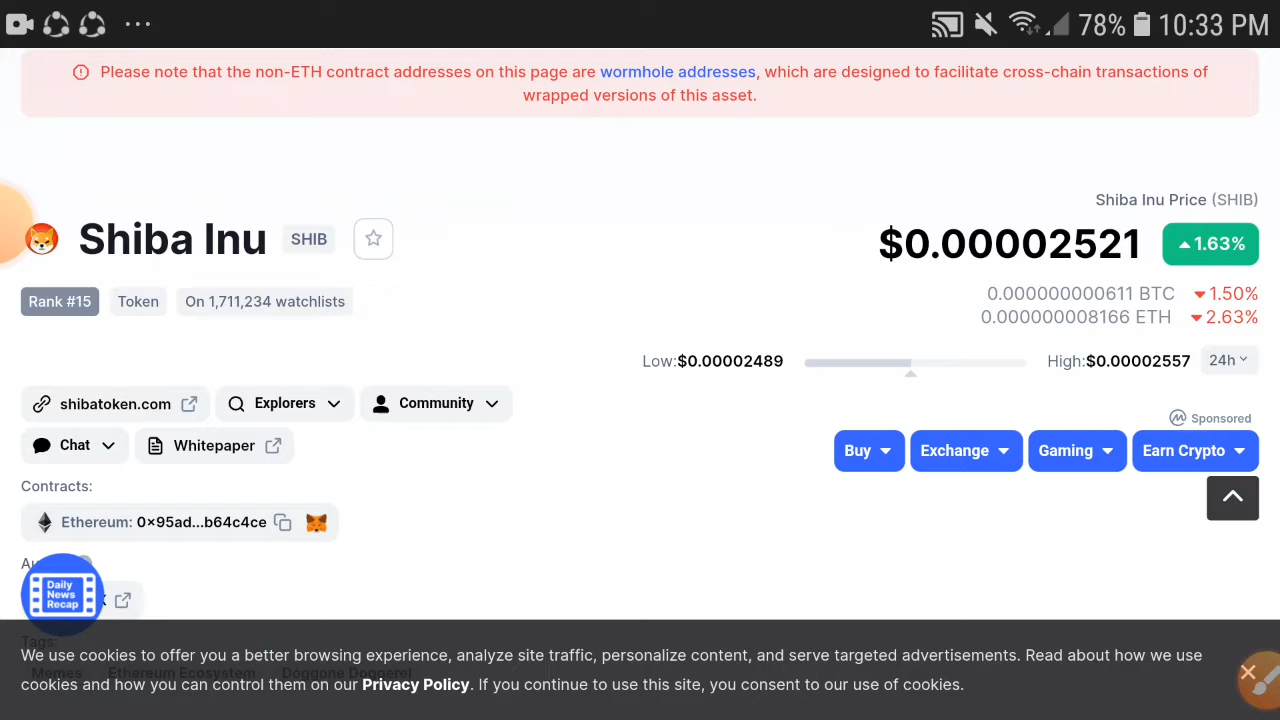 78% 10:33 PM
Please note that the non-ETH contract addresses on this page are wormhole addresses, which are designed to facilitate cross-chain transactions of
wrapped versions of this asset.
Shiba Inu Price (SHIB)
Shiba Inu SHIB
$0.00002521 1.63%
Rank #15 Token On 1,711,234 watchlists
0.000000000611 BTC 1.50%
0.000000008166 ETH 2.63%
Low:$0.00002489 High:$0.00002557 24h
shibatoken.com Explorers Community
Sponsored
Chat Whitepaper
Buy Exchange Gaming Earn Crypto
Contracts:
Ethereum: 0x95ad...b64c4ce
Daily
News
Recap
Tags:
Memes Ethereum Ecosystem Doggone Doggerel
We use cookies to offer you a better browsing experience, analyze site traffic, personalize content, and serve targeted advertisements. Read about how we use
cookies and how you can control them on our Privacy Policy. If you continue to use this site, you consent to our use of cookies.